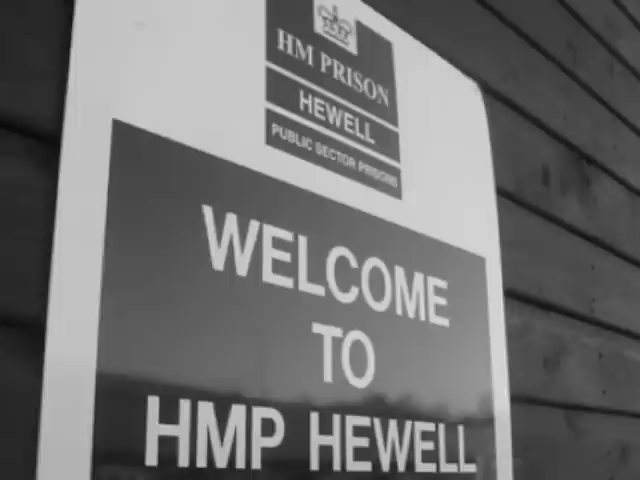 HM PRISON
HEWELL
PUBLIC SECTOR PRISONS
WELCOME
TO
HMP HEWELL